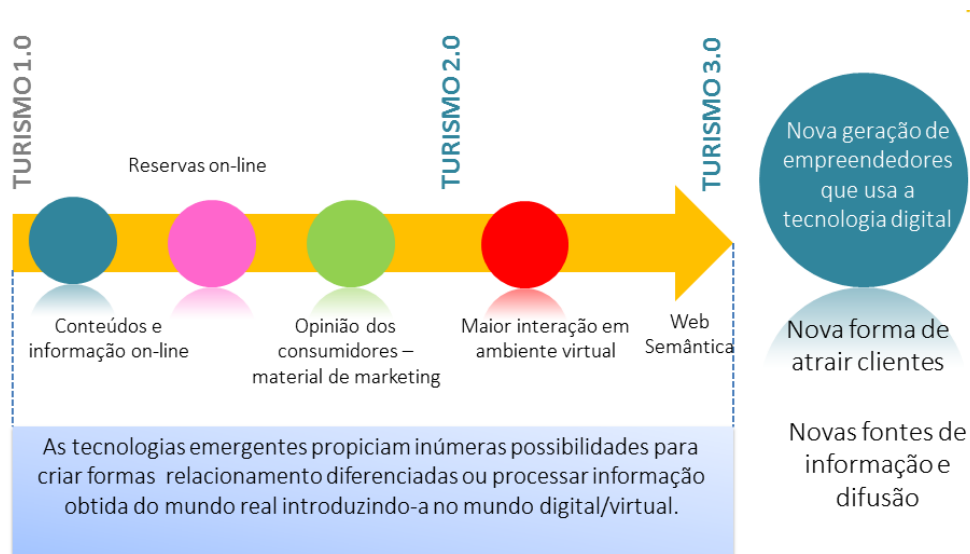 TURISMO 1.0
TURISMO 2.0
TURISMO 3.0
Reservas on-line
Conteúdos e
informação on-line
Opinião dos
consumidores –
material de marketing
Maior interação em
ambiente virtual
Web
Semântica
As tecnologias emergentes propiciam inúmeras possibilidades para
criar formas relacionamento diferenciadas ou processar informação
obtida do mundo real introduzindo-a no mundo digital/virtual.
Nova geração de
empreendedores
que usa a
tecnologia digital
Nova forma de
atrair clientes
Novas fontes de
informação e
difusão